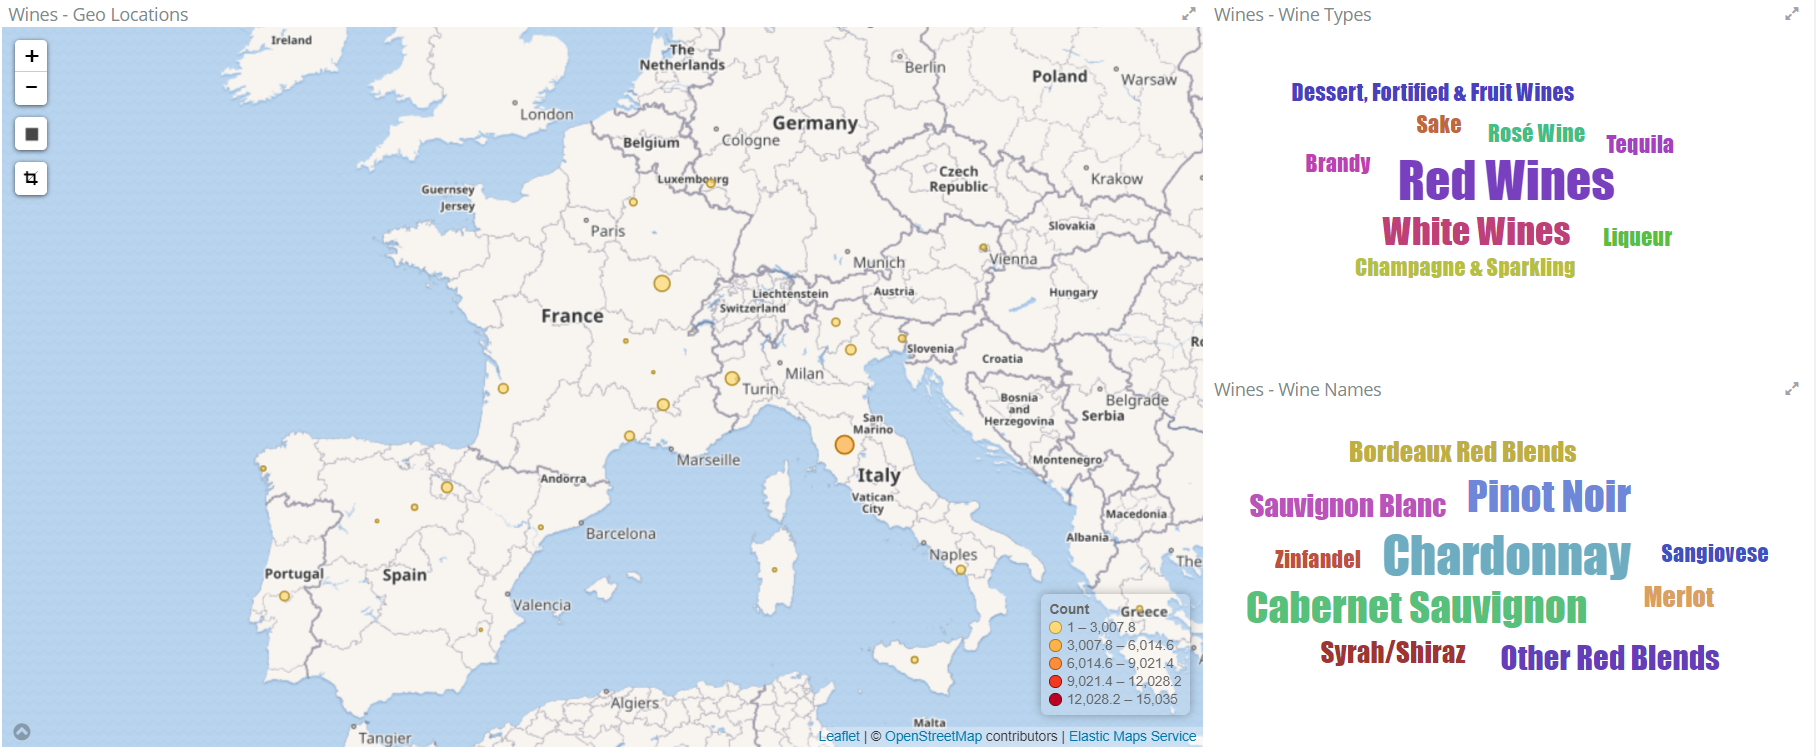 Wines - Geo Locations
Wines - Wine Types
+
−
Ireland
London
The
Netherlands
Berlin
Poland
Warsaw
Germany
Cologne
Belgium
Luxembourg
Guernsey
Jersey
Paris
Czech
Republic
Krakow
Slovakia
Munich
Vienna
Liechtenstein
Austria
Switzerland
Hungary
France
Slovenia
Croatia
Milan
Turin
Bosnia
and
Herzegovina
Belgrade
Serbia
San
Marino
Marseille
Montenegro
Italy
Andorra
Vatican
City
Macedonia
Barcelona
Albania
Naples
The
Portugal
Spain
Valencia
Greece
Algiers
Malta
Tangier
Count
1 – 3,007.8
3,007.8 – 6,014.6
6,014.6 – 9,021.4
9,021.4 – 12,028.2
12,028.2 – 15,035
Leaflet | © OpenStreetMap contributors | Elastic Maps Service
Dessert, Fortified & Fruit Wines
Sake
Rosé Wine
Tequila
Brandy
Red Wines
White Wines
Liqueur
Champagne & Sparkling
Wines - Wine Names
Bordeaux Red Blends
Sauvignon Blanc
Pinot Noir
Zinfandel
Chardonnay
Sangiovese
Cabernet Sauvignon
Merlot
Syrah/Shiraz
Other Red Blends